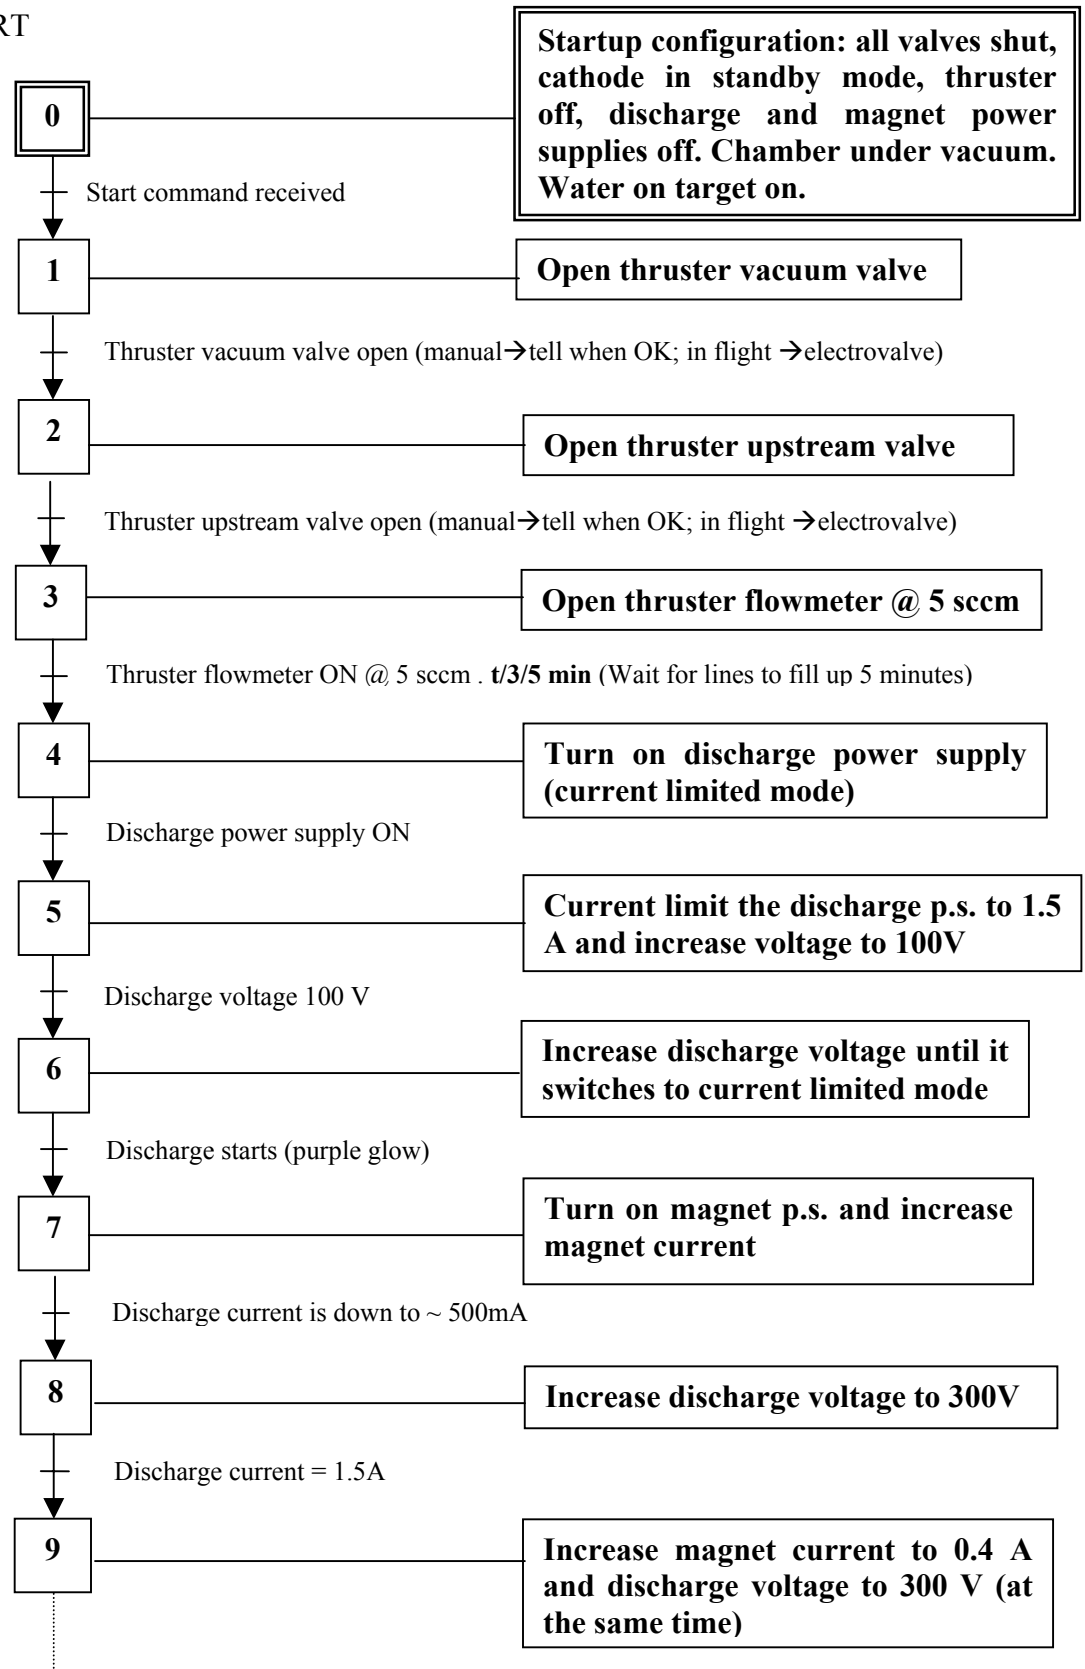 RT
Startup configuration: all valves shut,
cathode in standby mode, thruster
off, discharge and magnet power
supplies off. Chamber under vacuum.
Water on target on.
0
Start command received
1
Open thruster vacuum valve
Thruster vacuum valve open (manual→tell when OK; in flight →electrovalve)
2
Open thruster upstream valve
Thruster upstream valve open (manual→tell when OK; in flight →electrovalve)
3
Open thruster flowmeter @ 5 sccm
Thruster flowmeter ON @ 5 sccm . t/3/5 min (Wait for lines to fill up 5 minutes)
4
Turn on discharge power supply
(current limited mode)
Discharge power supply ON
5
Current limit the discharge p.s. to 1.5
A and increase voltage to 100V
Discharge voltage 100 V
6
Increase discharge voltage until it
switches to current limited mode
Discharge starts (purple glow)
7
Turn on magnet p.s. and increase
magnet current
Discharge current is down to ~ 500mA
8
Increase discharge voltage to 300V
Discharge current = 1.5A
9
Increase magnet current to 0.4 A
and discharge voltage to 300 V (at
the same time)